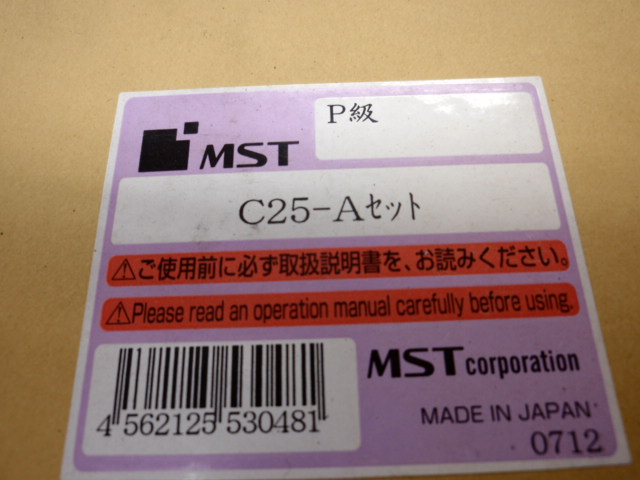 P級
MST
C25-Aセット
⚠ご使用前に必ず取扱説明書を、お読みください。
⚠Please read an operation manual carefully before using.
4 562125 530481
MST corporation
MADE IN JAPAN
0712